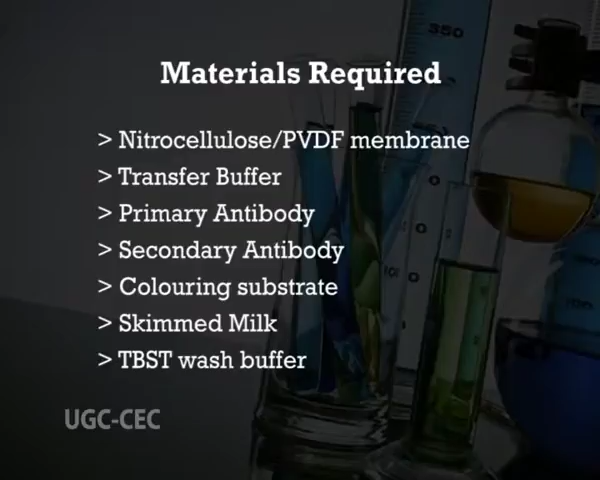 Materials Required
> Nitrocellulose/PVDF membrane
> Transfer Buffer
> Primary Antibody
> Secondary Antibody
> Colouring substrate
> Skimmed Milk
> TBST wash buffer
UGC-CEC
350